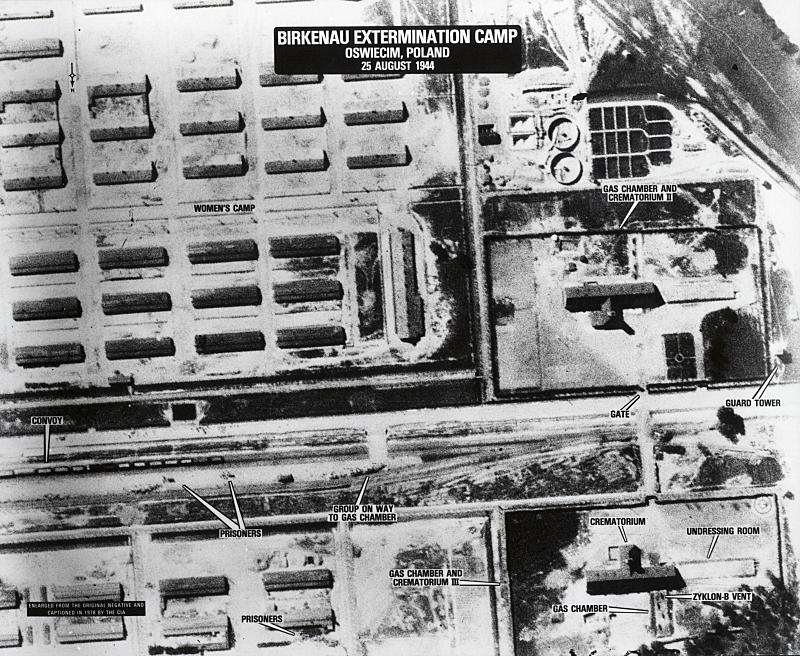 BIRKENAU EXTERMINATION CAMP
OSWIECIM, POLAND
25 AUGUST 1944
GAS CHAMBER AND
CREMATORIUM II
WOMEN'S CAMP
GUARD TOWER
GATE
CONVOY
GROUP ON WAY
TO GAS CHAMBER
PRISONERS
CREMATORIUM
UNDRESSING ROOM
GAS CHAMBER AND
CREMATORIUM III
ZYKLON-B VENT
GAS CHAMBER
ENLARGED FROM THE ORIGINAL NEGATIVE AND
CAPTIONED IN 1978 BY THE CIA
PRISONERS